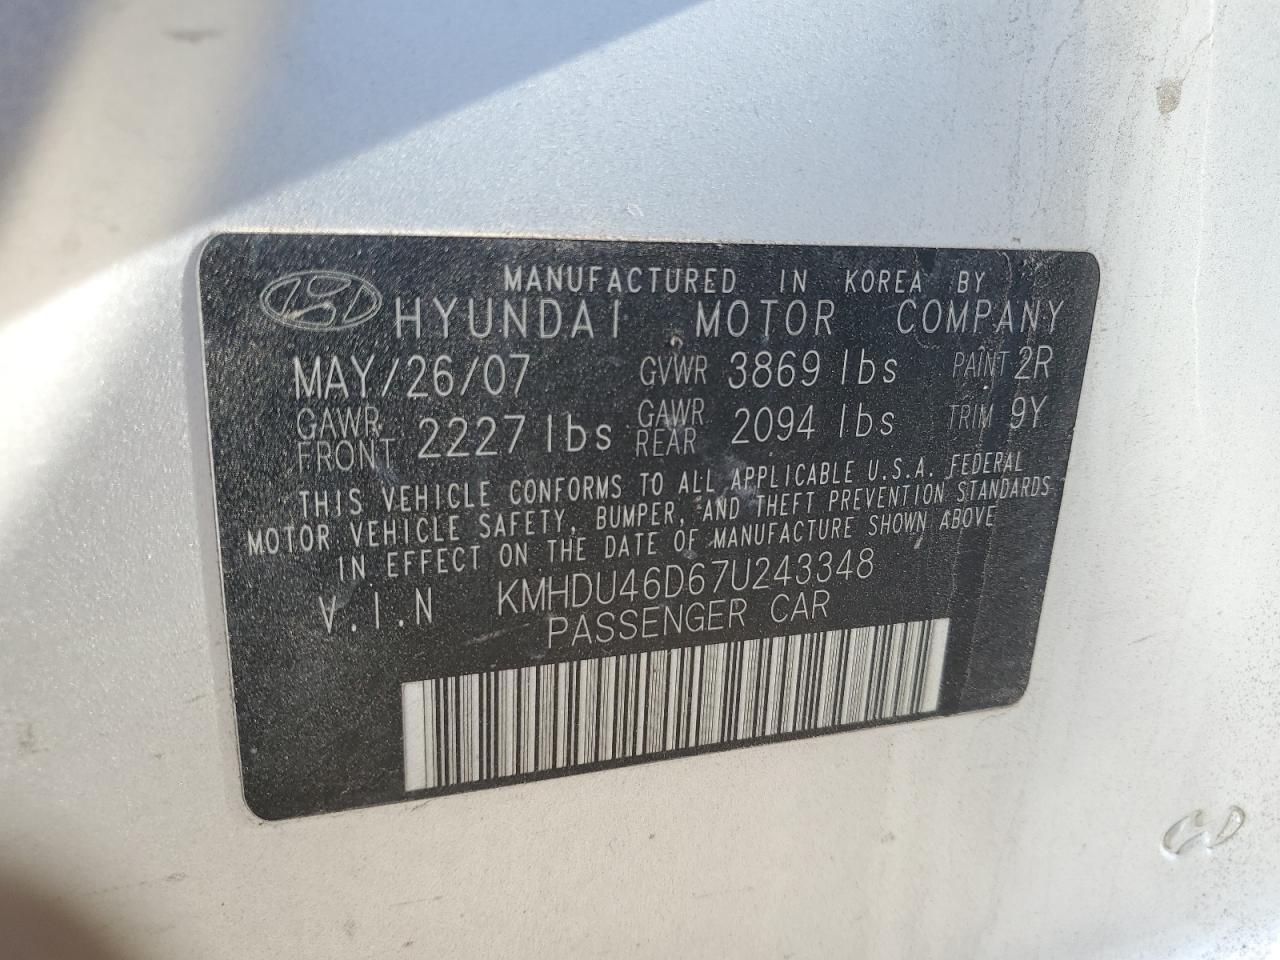 MANUFACTURED IN KOREA BY
HYUNDAI MOTOR COMPANY
MAY/26/07 GVWR 3869 lbs PAINT 2R
GAWR FRONT 2227 lbs GAWR REAR 2094 lbs TRIM 9Y
THIS VEHICLE CONFORMS TO ALL APPLICABLE U.S.A. FEDERAL
MOTOR VEHICLE SAFETY, BUMPER, AND THEFT PREVENTION STANDARDS
IN EFFECT ON THE DATE OF MANUFACTURE SHOWN ABOVE
V.I.N KMHDU46D67U243348
PASSENGER CAR